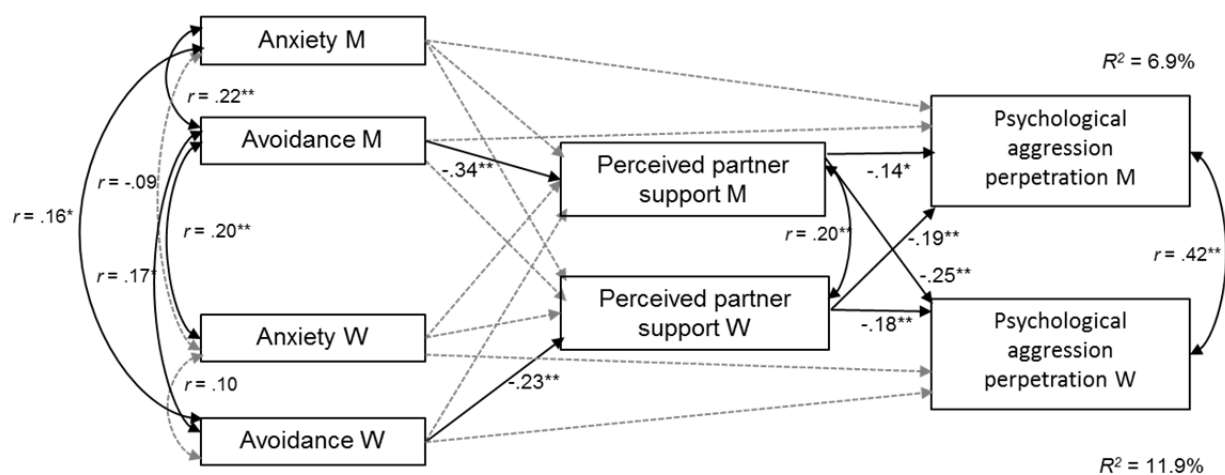 Anxiety M
R² = 6.9%
r = .22**
Avoidance M
Psychological
aggression
perpetration M
-.34**
Perceived partner
support M
-.14*
r = -.09
r = .16*
r = .20**
r = .20**
-.19**
r = .42**
r = .17*
-.25**
Perceived partner
support W
Anxiety W
-.18**
Psychological
aggression
perpetration W
r = .10
-.23**
Avoidance W
R² = 11.9%